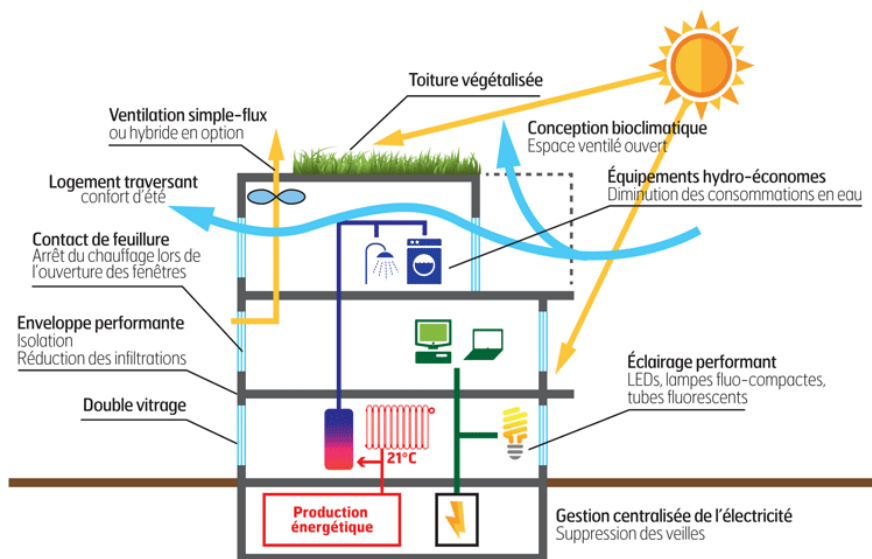 Toiture végétalisée
Ventilation simple-flux
ou hybride en option
Conception bioclimatique
Espace ventilé ouvert
Logement traversant
confort d'été
Équipements hydro-économes
Diminution des consommations en eau
Contact de feuillure
Arrêt du chauffage lors de
l'ouverture des fenêtres
Enveloppe performante
Isolation
Réduction des infiltrations
Éclairage performant
LEDs, lampes fluo-compactes,
tubes fluorescents
Double vitrage
21°C
Production
énergétique
Gestion centralisée de l'électricité
Suppression des veilles